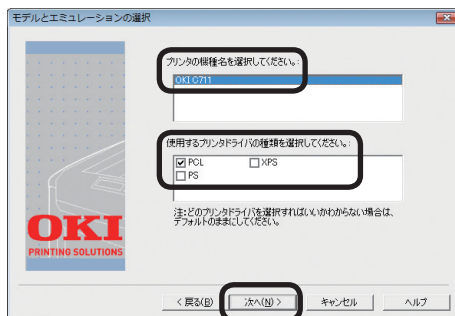 モデルとエミュレーションの選択
プリンタの機種名を選択してください。:
OKI C711
使用するプリンタドライバの種類を選択してください。:
PCL XPS
PS
注:どのプリンタドライバを選択すればいいかわからない場合は、
デフォルトのままにしてください。
OKI
PRINTING SOLUTIONS
< 戻る(B) 次へ(N) > キャンセル ヘルプ